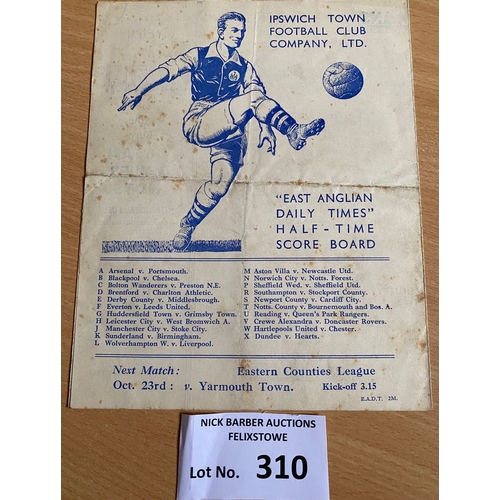 IPSWICH TOWN
FOOTBALL CLUB
COMPANY, LTD.
"EAST ANGLIAN
DAILY TIMES"
HALF-TIME
SCORE BOARD
A Arsenal v. Portsmouth.
B Blackpool v. Chelsea.
C Bolton Wanderers v. Preston N.E.
D Brentford v. Charlton Athletic.
E Derby County v. Middlesbrough.
F Everton v. Leeds United.
G Huddersfield Town v. Grimsby Town.
H Leicester City v. West Bromwich A.
J Manchester City v. Stoke City.
K Sunderland v. Birmingham.
L Wolverhampton W. v. Liverpool.
M Aston Villa v. Newcastle Utd.
N Norwich City v. Notts. Forest.
P Sheffield Wed. v. Sheffield Utd.
R Southampton v. Stockport County.
S Newport County v. Cardiff City.
T Notts. County v. Bournemouth and Bos. A.
U Reading v. Queen's Park Rangers.
V Crewe Alexandra v. Doncaster Rovers.
W Hartlepools United v. Chester.
X Dundee v. Hearts.
Next Match: Eastern Counties League
Oct. 23rd: v. Yarmouth Town. Kick-off 3.15
E.A.D.T. 2M.
NICK BARBER AUCTIONS
FELIXSTOWE
Lot No. 310